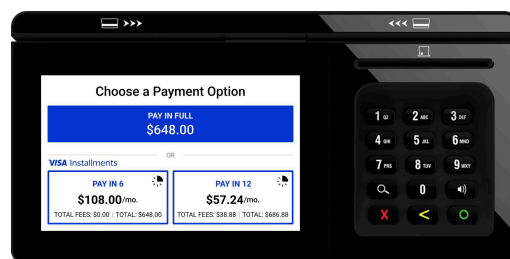 >>>
<<<
Choose a Payment Option
PAY IN FULL
$648.00
OR
VISA Installments
PAY IN 6
$108.00/mo.
TOTAL FEES: $0.00 | TOTAL: $648.00
PAY IN 12
$57.24/mo.
TOTAL FEES: $38.88 | TOTAL: $686.88
1 QZ 2 ABC 3 DEF
4 GHI 5 JKL 6 MNO
7 PRS 8 TUV 9 WXY
0
X < O